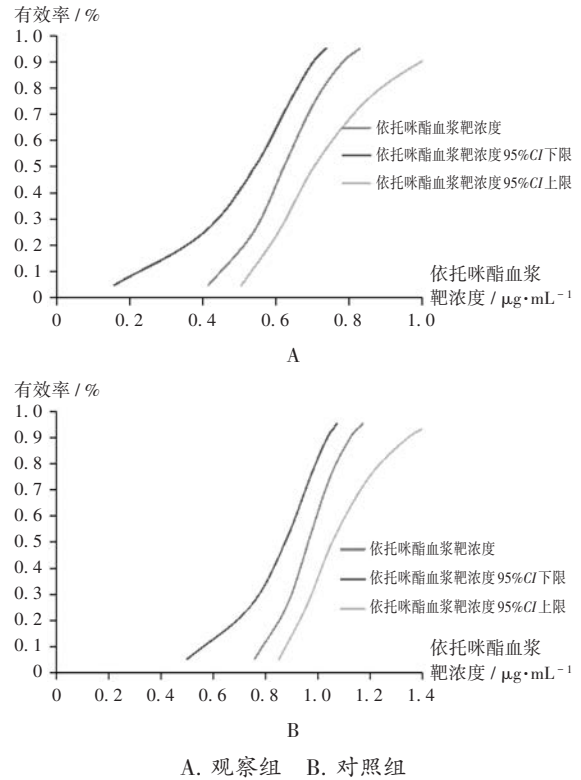 有效率 / %
1.0
0.9
0.8
0.7
0.6
0.5
0.4
0.3
0.2
0.1
0
依托咪酯血浆靶浓度
依托咪酯血浆靶浓度95%CI下限
依托咪酯血浆靶浓度95%CI上限
依托咪酯血浆
靶浓度 / μg·mL⁻¹
0 0.2 0.4 0.6 0.8 1.0
A
有效率 / %
1.0
0.9
0.8
0.7
0.6
0.5
0.4
0.3
0.2
0.1
0
依托咪酯血浆靶浓度
依托咪酯血浆靶浓度95%CI下限
依托咪酯血浆靶浓度95%CI上限
依托咪酯血浆
靶浓度 / μg·mL⁻¹
0 0.2 0.4 0.6 0.8 1.0 1.2 1.4
B
A. 观察组 B. 对照组